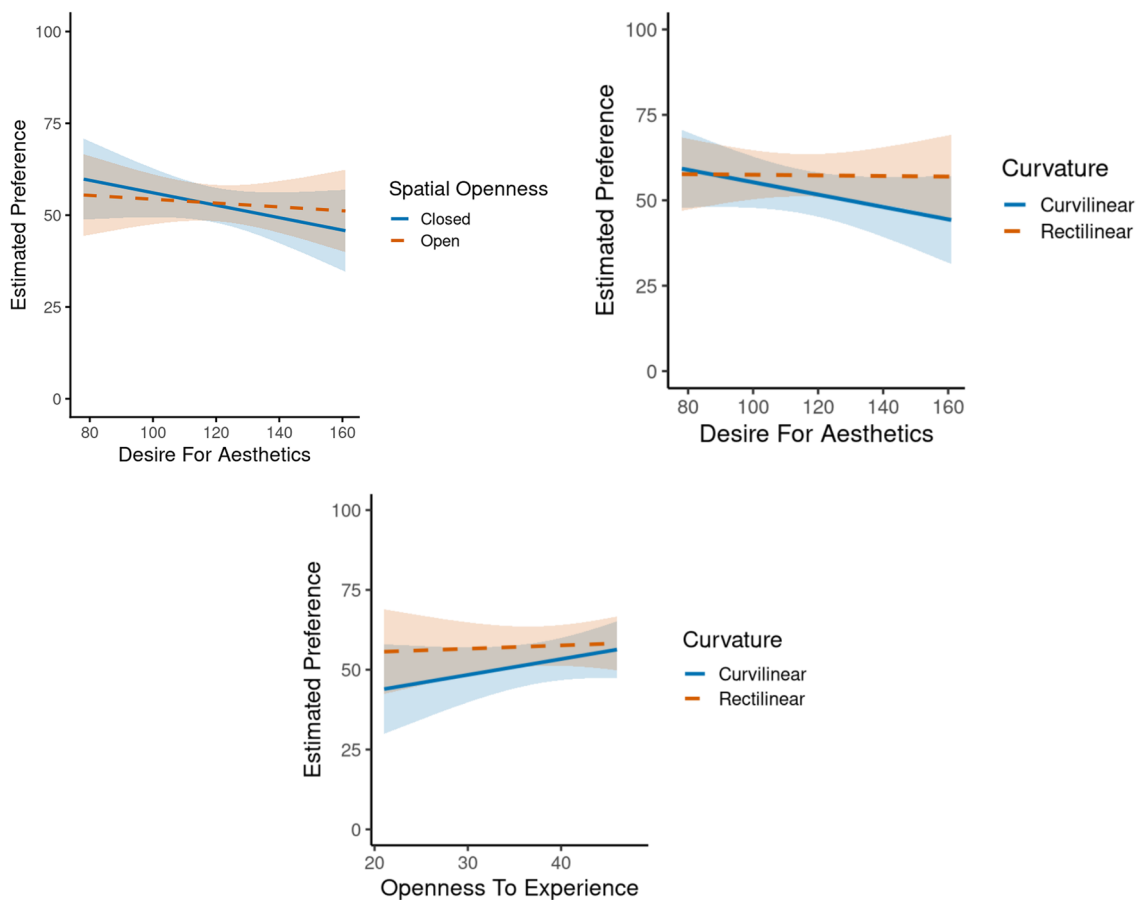 100
75
50
25
0
Estimated Preference
80 100 120 140 160
Desire For Aesthetics
Spatial Openness
Closed
Open
100
75
50
25
0
Estimated Preference
80 100 120 140 160
Desire For Aesthetics
Curvature
Curvilinear
Rectilinear
100
75
50
25
0
Estimated Preference
20 30 40
Openness To Experience
Curvature
Curvilinear
Rectilinear